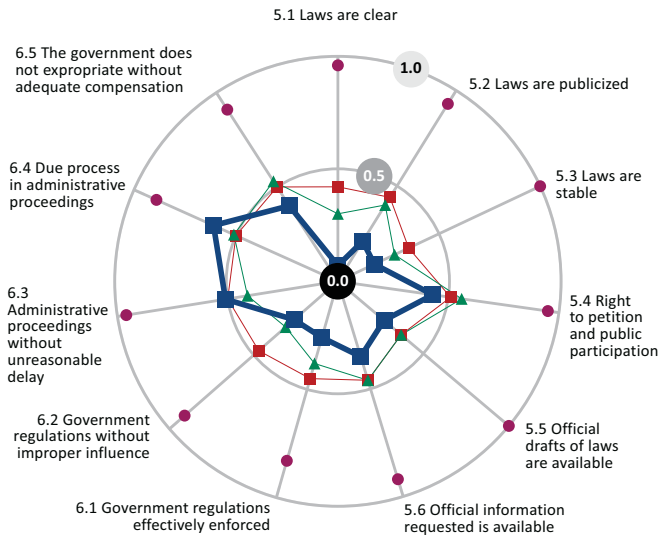 5.1 Laws are clear
1.0
5.2 Laws are publicized
5.3 Laws are
stable
5.4 Right
to petition
and public
participation
5.5 Official
drafts of laws
are available
5.6 Official information
requested is available
6.1 Government regulations
effectively enforced
6.2 Government
regulations without
improper influence
6.3
Administrative
proceedings
without
unreasonable
delay
6.4 Due process
in administrative
proceedings
6.5 The government does
not expropriate without
adequate compensation
0.5
0.0